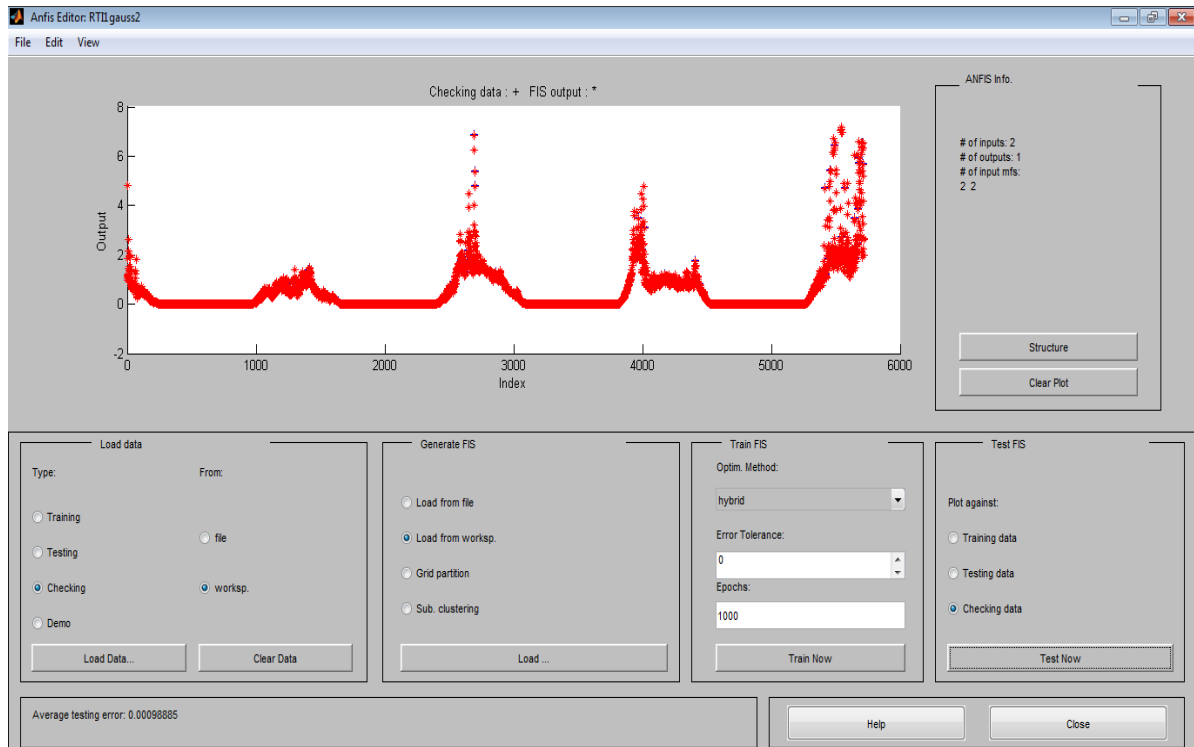 Anfis Editor: RTI1gauss2
File Edit View
Checking data : + FIS output : *
8
6
4
2
0
-2
Output
0 1000 2000 3000 4000 5000 6000
Index
ANFIS Info.
# of inputs: 2
# of outputs: 1
# of input mfs:
2 2
Structure
Clear Plot
Load data
Type: From:
Training
file
Testing
Checking
worksp.
Demo
Load Data... Clear Data
Generate FIS
Load from file
Load from worksp.
Grid partition
Sub. clustering
Load ...
Train FIS
Optim. Method:
hybrid
Error Tolerance:
0
Epochs:
1000
Train Now
Test FIS
Plot against:
Training data
Testing data
Checking data
Test Now
Average testing error: 0.00098885
Help Close